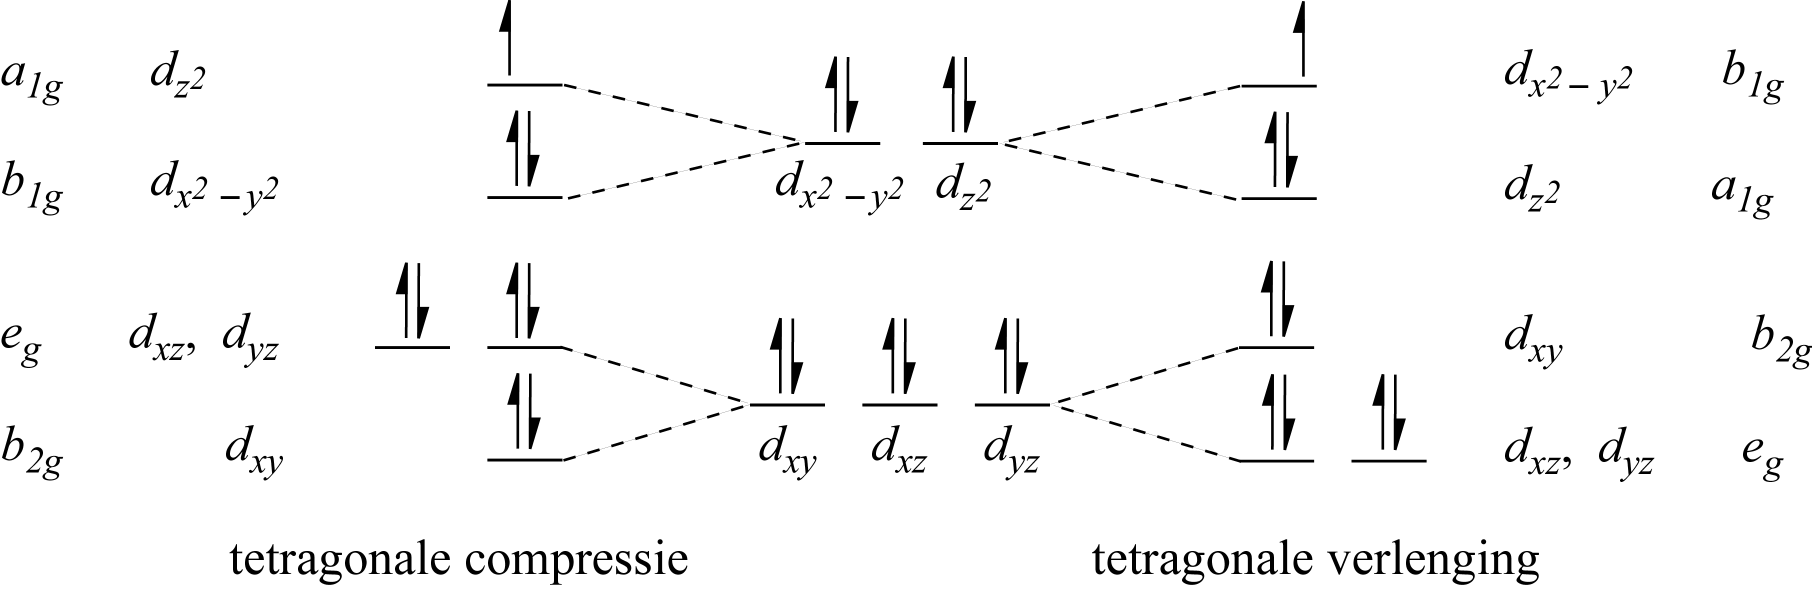 a1g dz2 dx2 – y2 b1g
b1g dx2 – y2 dx2 – y2 dz2 dz2 a1g
eg dxz, dyz dxy b2g
b2g dxy dxy dxz dyz dxz, dyz eg
tetragonale compressie tetragonale verlenging